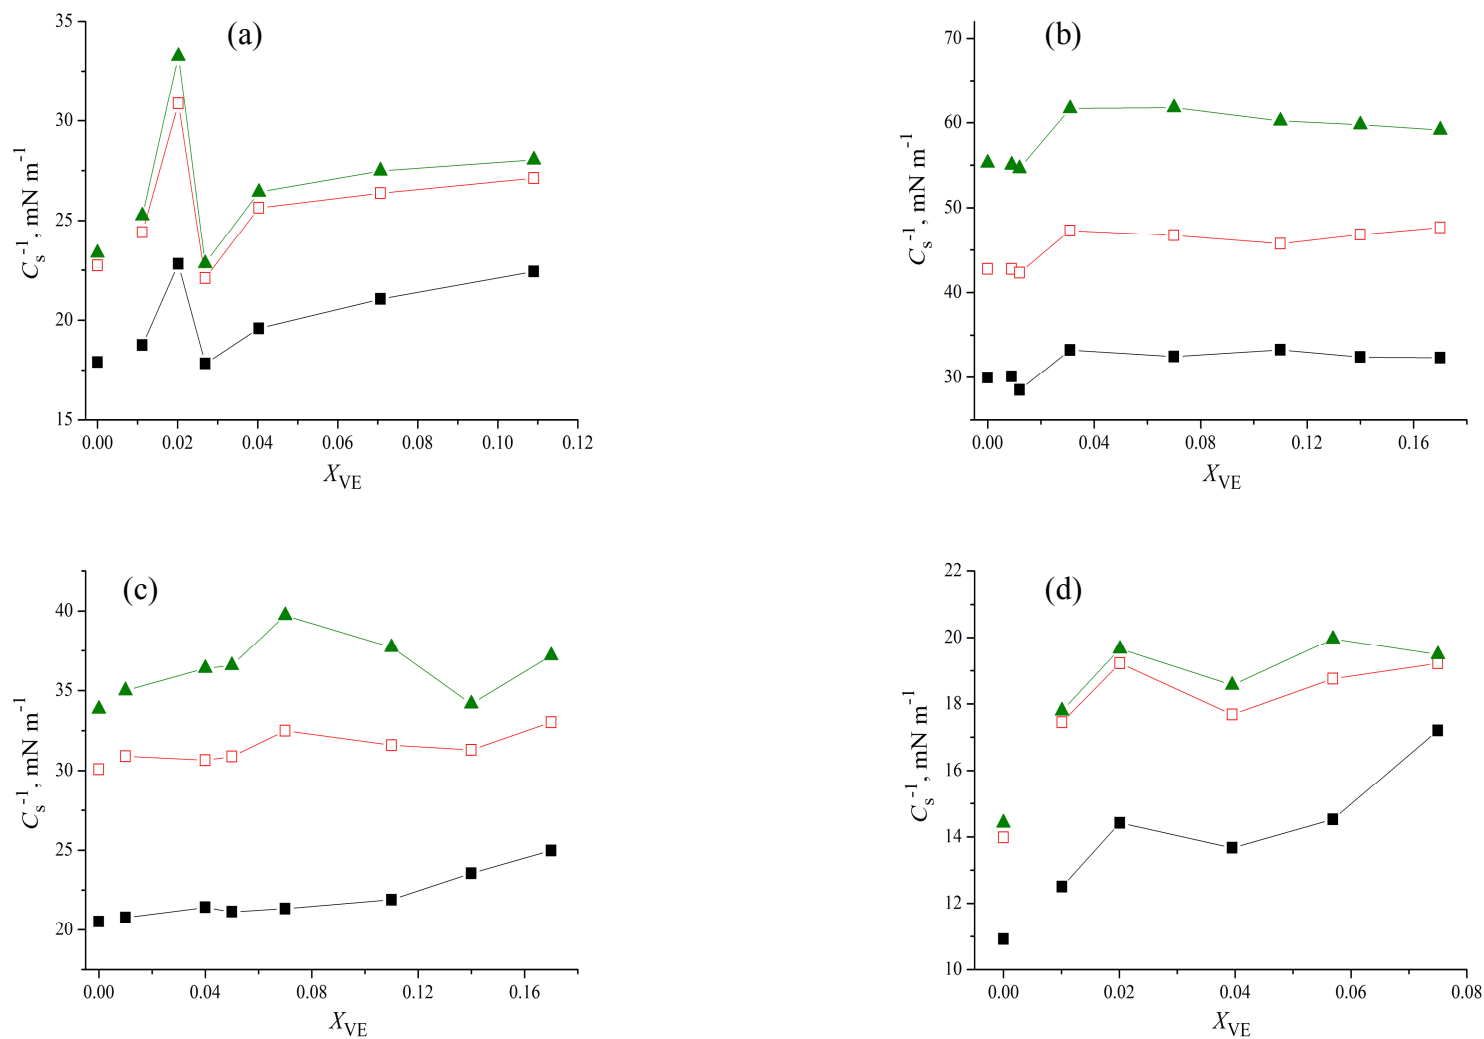 (a)
35
30
25
20
15
C_s^-1, mN m^-1
0.00 0.02 0.04 0.06 0.08 0.10 0.12
X_VE
(b)
70
60
50
40
30
C_s^-1, mN m^-1
0.00 0.04 0.08 0.12 0.16
X_VE
(c)
40
35
30
25
20
C_s^-1, mN m^-1
0.00 0.04 0.08 0.12 0.16
X_VE
(d)
22
20
18
16
14
12
10
C_s^-1, mN m^-1
0.00 0.02 0.04 0.06 0.08
X_VE